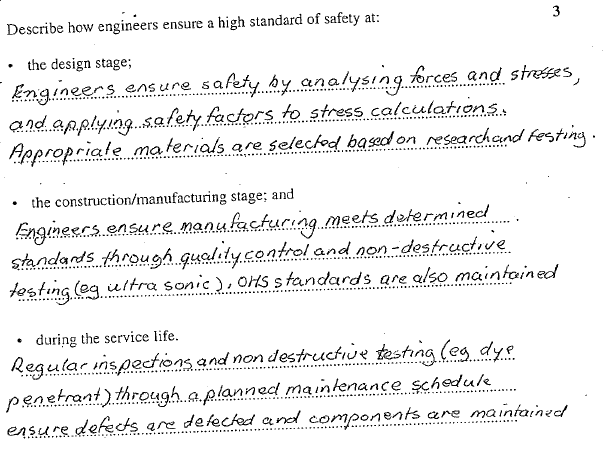 3
Describe how engineers ensure a high standard of safety at:
• the design stage;
Engineers ensure safety by analysing forces and stresses,
and applying safety factors to stress calculations.
Appropriate materials are selected based on research and testing.
• the construction/manufacturing stage; and
Engineers ensure manufacturing meets determined
standards through quality control and non-destructive
testing (eg ultra sonic), OHS standards are also maintained
• during the service life.
Regular inspections and non destructive testing (eg dye
penetrant) through a planned maintenance schedule
ensure defects are detected and components are maintained